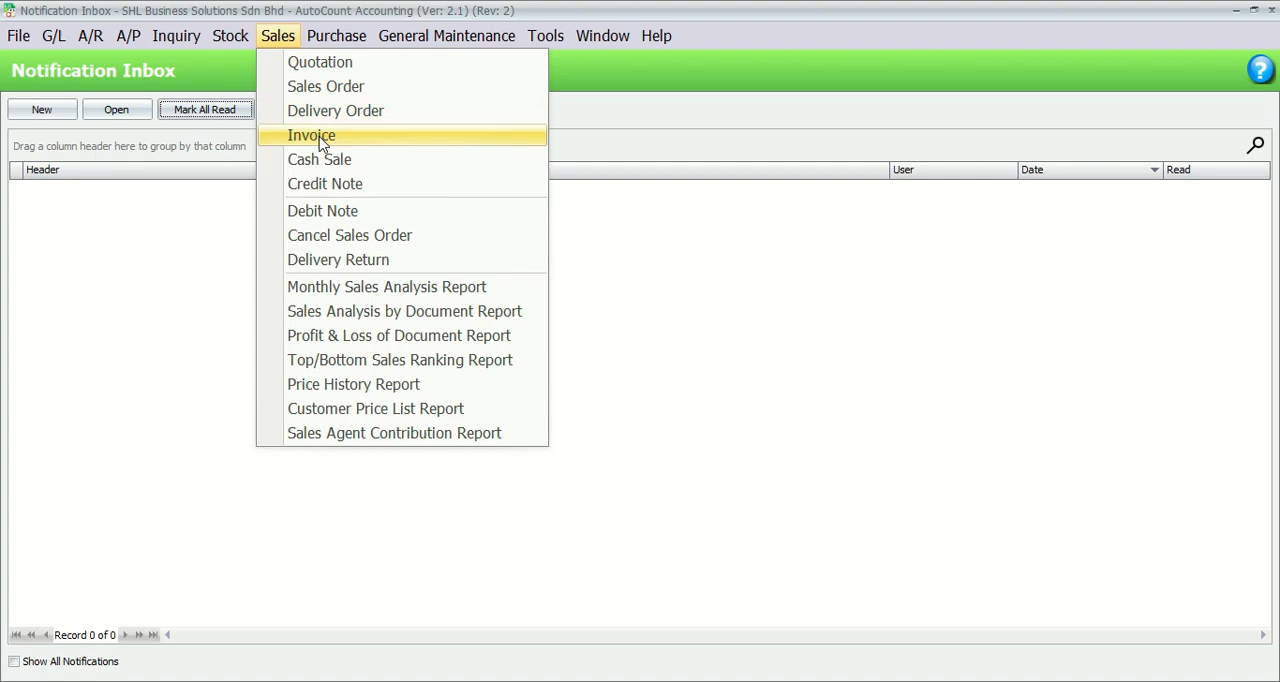 Notification Inbox - SHL Business Solutions Sdn Bhd - AutoCount Accounting (Ver: 2.1) (Rev: 2)
File G/L A/R A/P Inquiry Stock Sales Purchase General Maintenance Tools Window Help
Notification Inbox
Quotation
Sales Order
Delivery Order
Invoice
Cash Sale
Credit Note
Debit Note
Cancel Sales Order
Delivery Return
Monthly Sales Analysis Report
Sales Analysis by Document Report
Profit & Loss of Document Report
Top/Bottom Sales Ranking Report
Price History Report
Customer Price List Report
Sales Agent Contribution Report
?
New Open Mark All Read
Drag a column header here to group by that column
Header User Date Read
Record 0 of 0
Show All Notifications